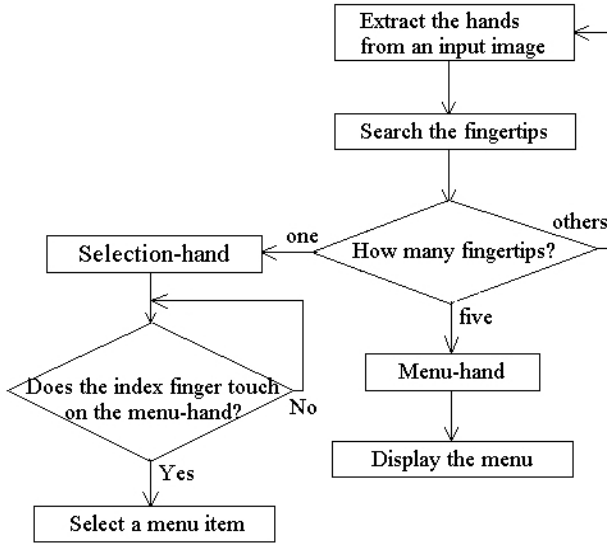 Extract the hands
from an input image
Search the fingertips
How many fingertips?
others
one
five
Selection-hand
Does the index finger touch
on the menu-hand?
No
Yes
Select a menu item
Menu-hand
Display the menu